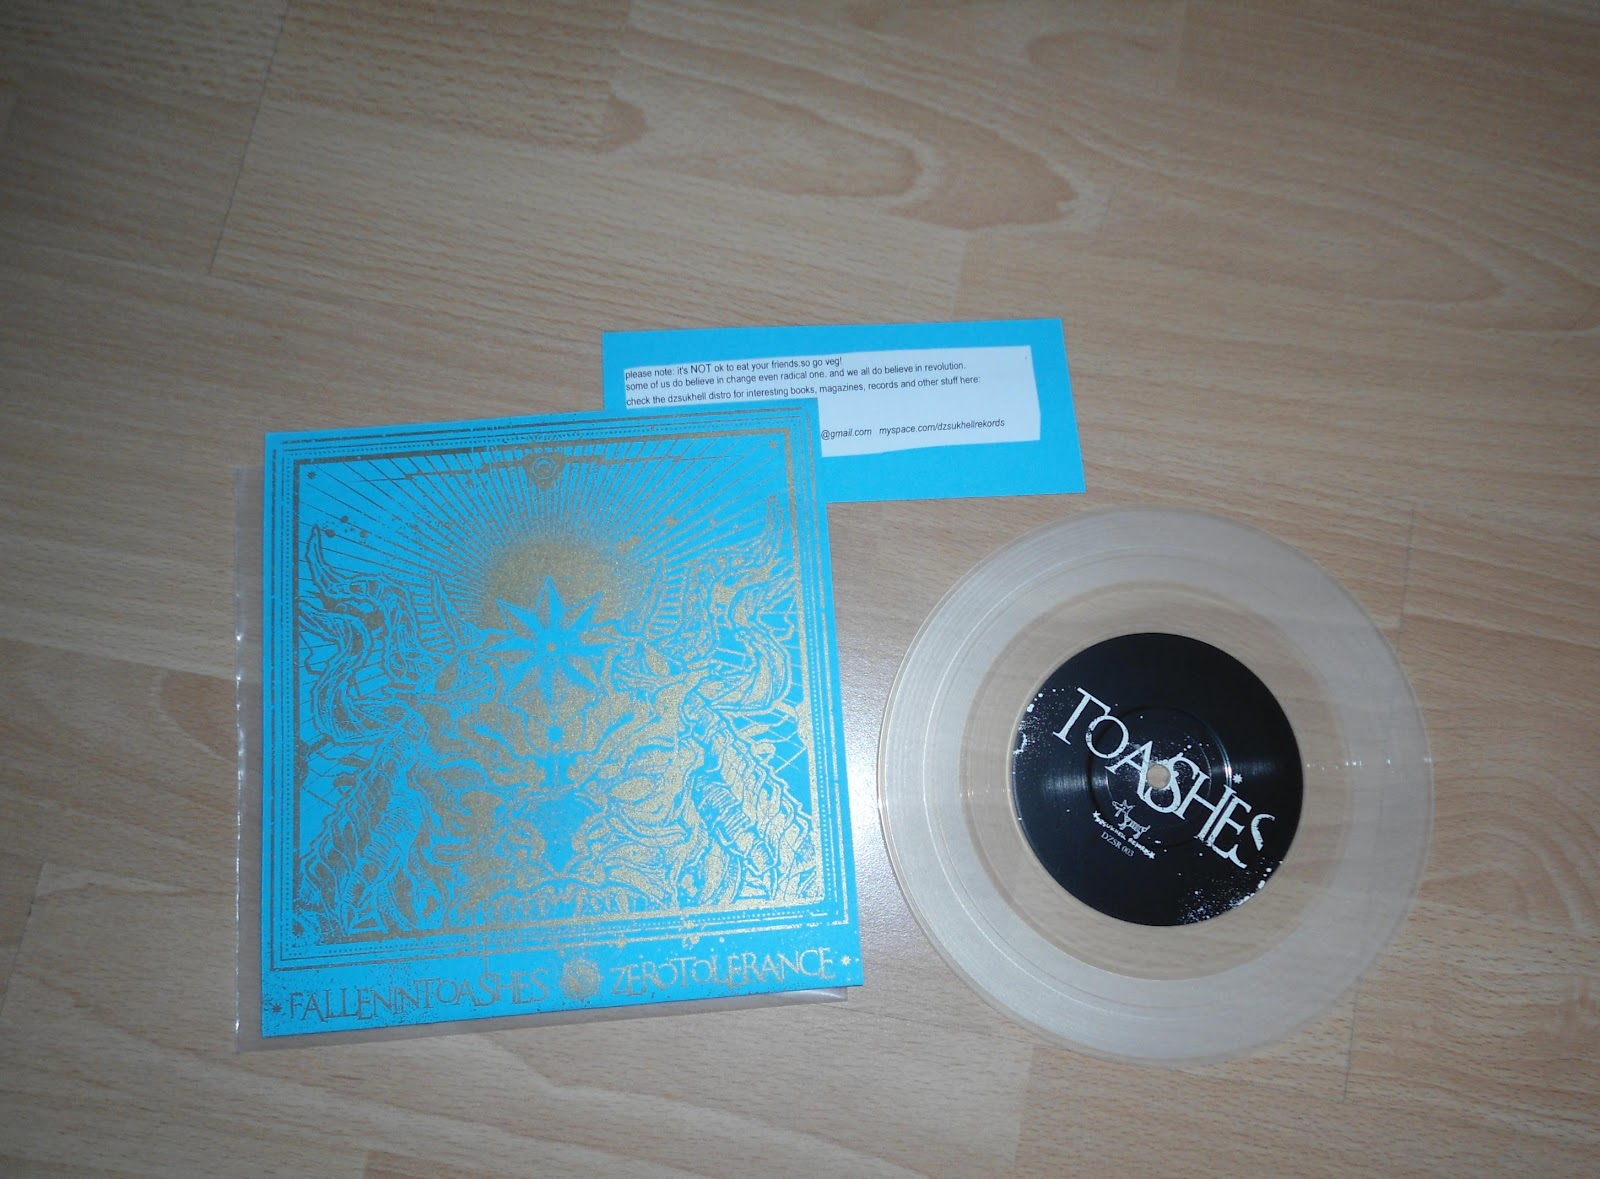 please note: it's NOT ok to eat your friends.so go veg!
some of us do believe in change even radical one. and we all do believe in revolution.
check the dzsukhell distro for interesting books, magazines, records and other stuff here:
@gmail.com myspace.com/dzsukhellrekords
FALLENINTOASHES ZEROTOLERANCE
TOASHES
DZSR 003